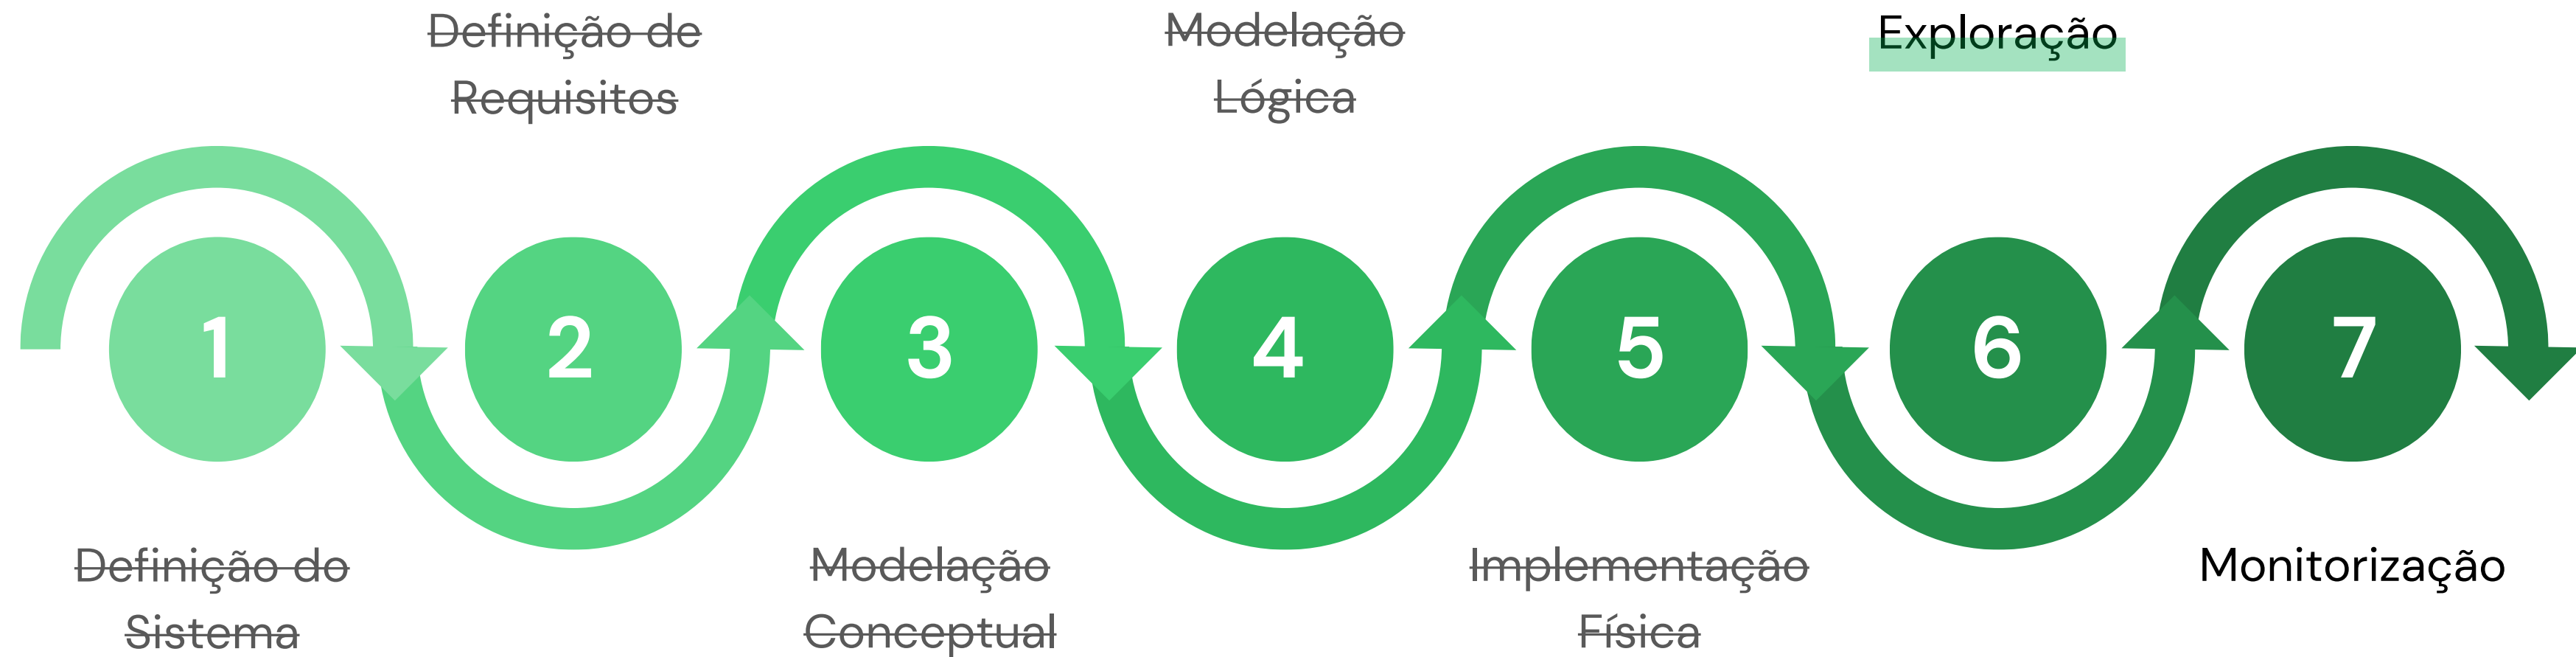 Definição de
Requisitos
Modelação
Lógica
Exploração
1
2
3
4
5
6
7
Definição do
Sistema
Modelação
Conceptual
Implementação
Física
Monitorização